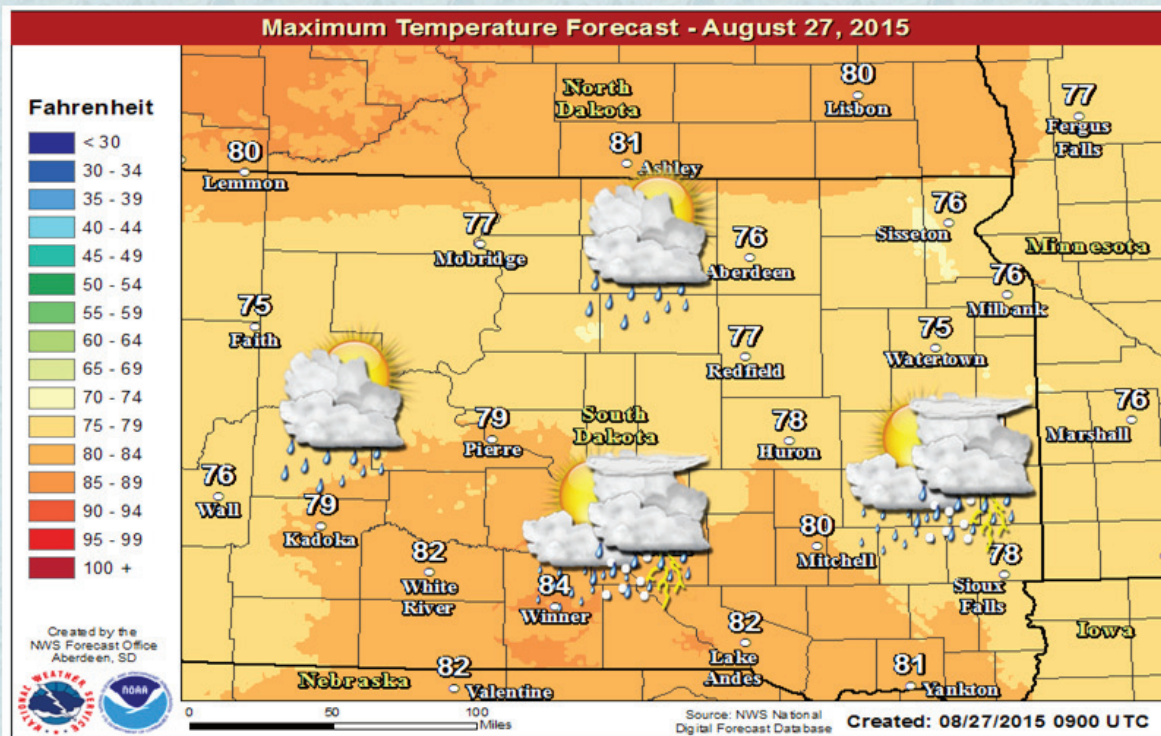 Maximum Temperature Forecast - August 27, 2015
Fahrenheit
< 30
30 - 34
35 - 39
40 - 44
45 - 49
50 - 54
55 - 59
60 - 64
65 - 69
70 - 74
75 - 79
80 - 84
85 - 89
90 - 94
95 - 99
100 +
Created by the
NWS Forecast Office
Aberdeen, SD
NATIONAL WEATHER SERVICE
NOAA
North
Dakota
80
Lisbon
77
Fergus
Falls
80
Lemmon
81
Ashley
77
Mobridge
76
Aberdeen
76
Sisseton
Minnesota
76
Milbank
75
Faith
77
Redfield
75
Watertown
79
Pierre
South
Dakota
78
Huron
76
Marshall
76
Wall
79
Kadoka
82
White
River
84
Winner
80
Mitchell
78
Sioux
Falls
82
Lake
Andes
Iowa
Nebraska
82
Valentine
81
Yankton
0
50
100
Miles
Source: NWS National
Digital Forecast Database
Created: 08/27/2015 0900 UTC